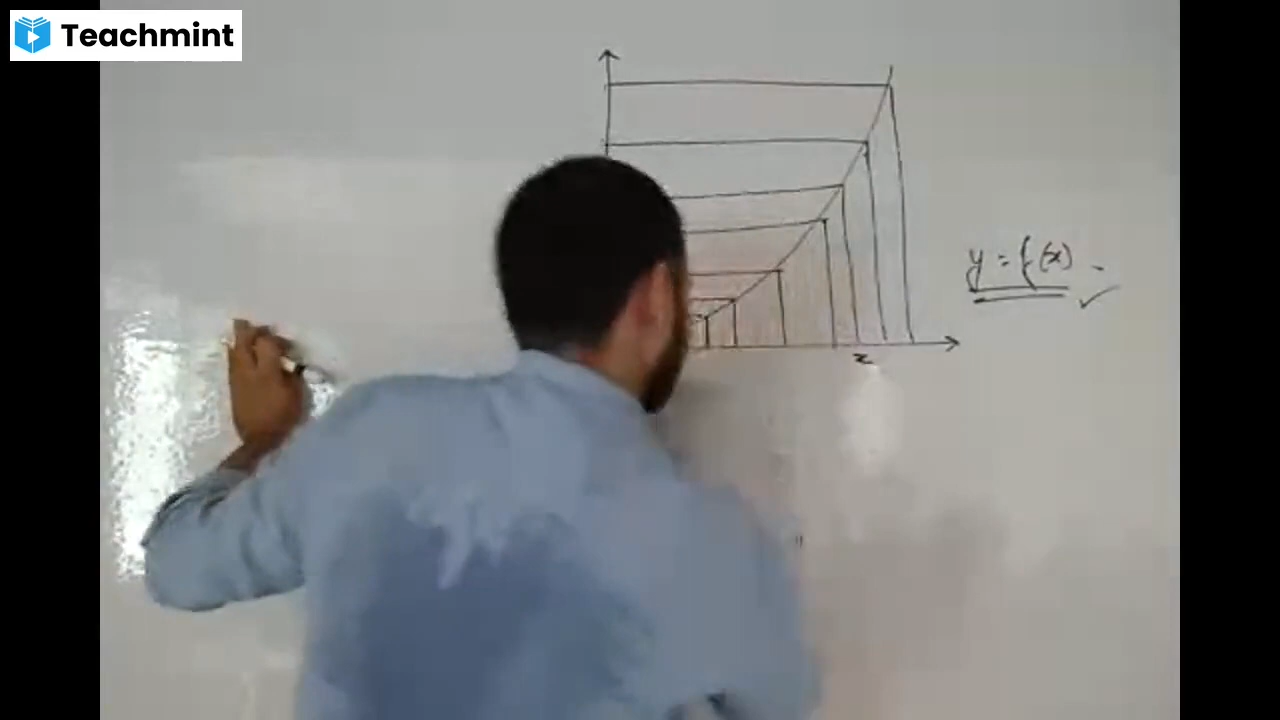 Teachmint
y = f(x)
x